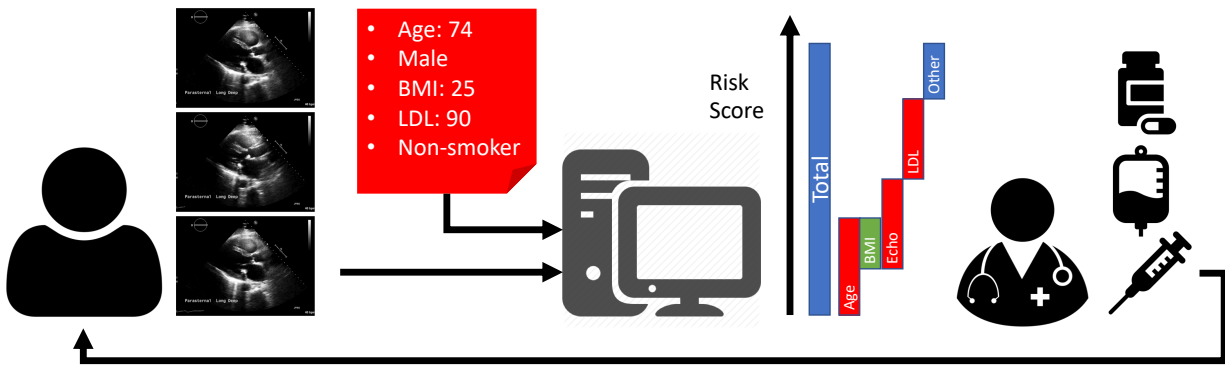 Parasternal Long Deep
Parasternal Long Deep
Parasternal Long Deep
• Age: 74
• Male
• BMI: 25
• LDL: 90
• Non-smoker
Risk
Score
Total
Age
BMI
Echo
LDL
Other